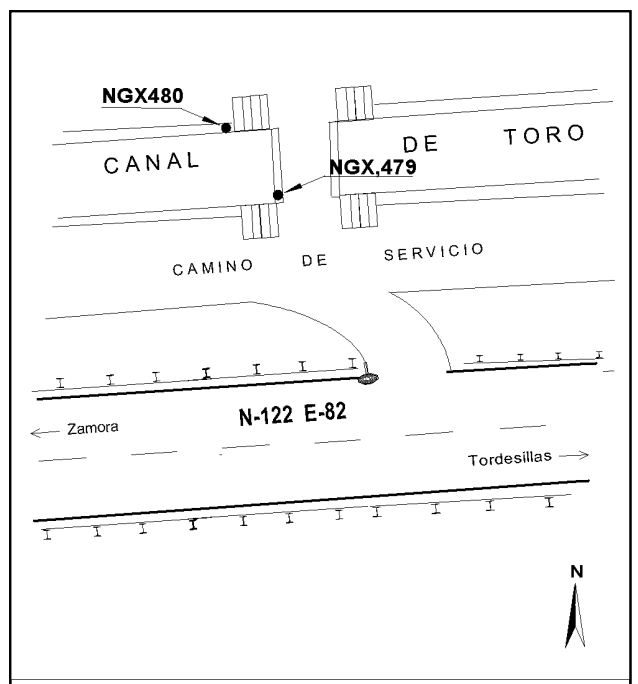 NGX480
CANAL DE TORO
NGX,479
CAMINO DE SERVICIO
N-122 E-82
Zamora
Tordesillas
N